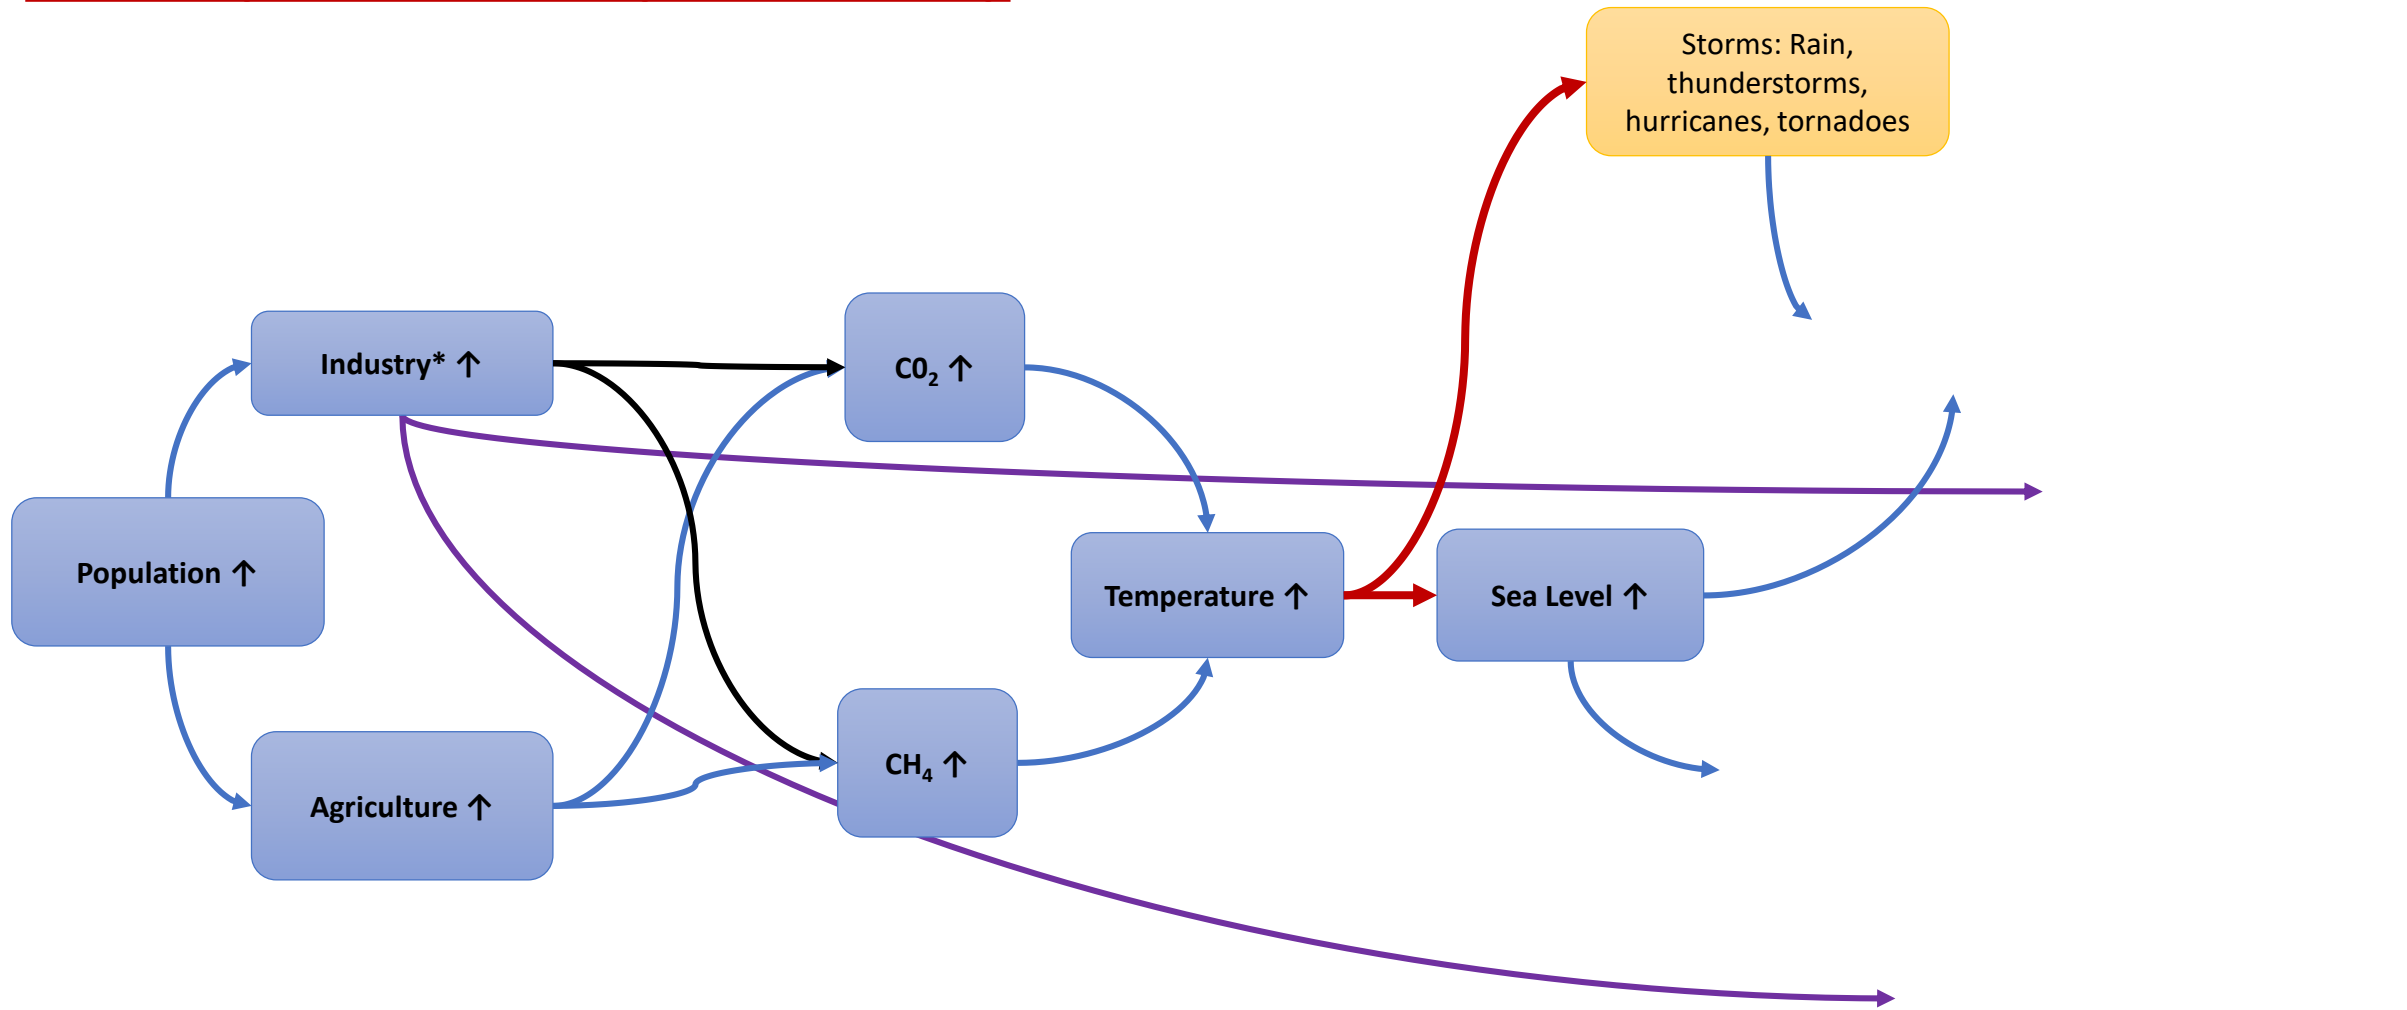 Storms: Rain,
thunderstorms,
hurricanes, tornadoes
Industry* ↑
C0₂ ↑
Population ↑
Temperature ↑
Sea Level ↑
Agriculture ↑
CH₄ ↑